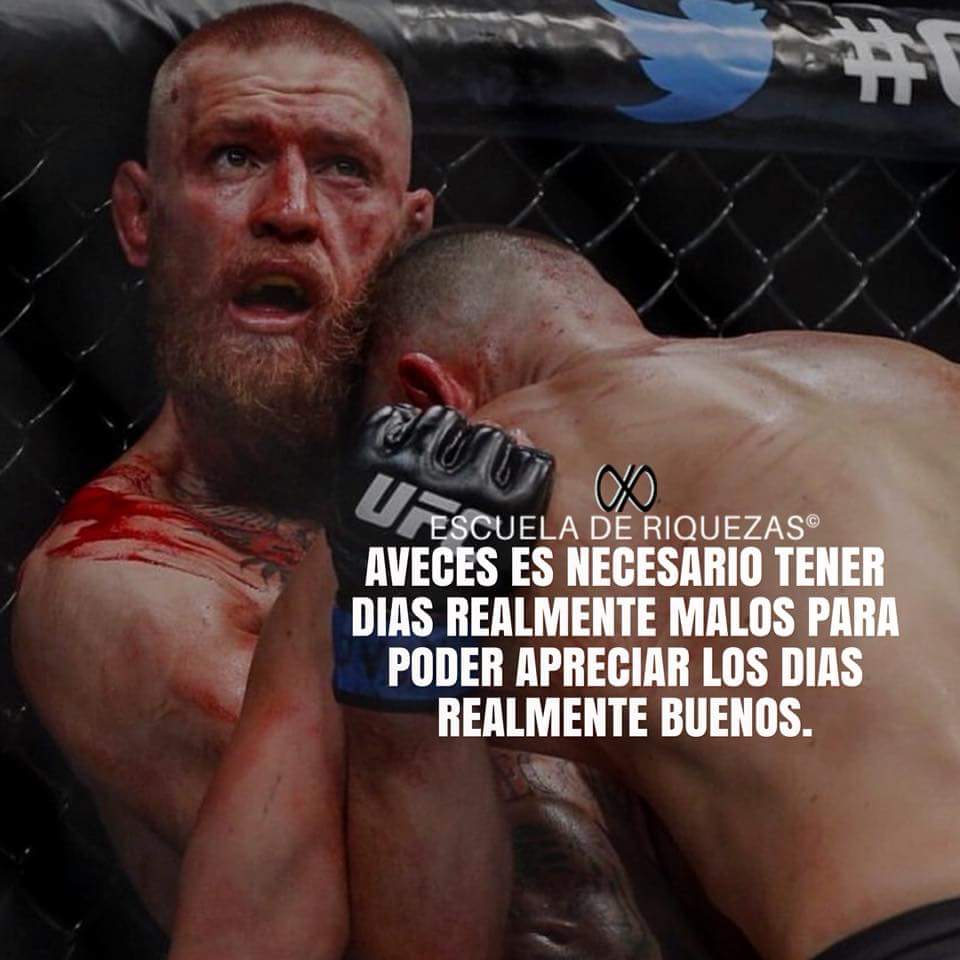 #
UFC
ESCUELA DE RIQUEZAS©
AVECES ES NECESARIO TENER
DIAS REALMENTE MALOS PARA
PODER APRECIAR LOS DIAS
REALMENTE BUENOS.